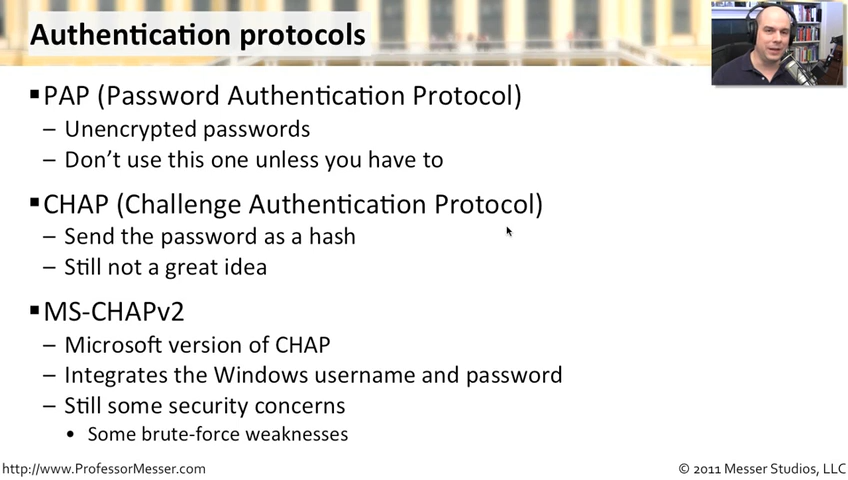 Authentication protocols
▪PAP (Password Authentication Protocol)
– Unencrypted passwords
– Don’t use this one unless you have to
▪CHAP (Challenge Authentication Protocol)
– Send the password as a hash
– Still not a great idea
▪MS-CHAPv2
– Microsoft version of CHAP
– Integrates the Windows username and password
– Still some security concerns
• Some brute-force weaknesses
http://www.ProfessorMesser.com
© 2011 Messer Studios, LLC